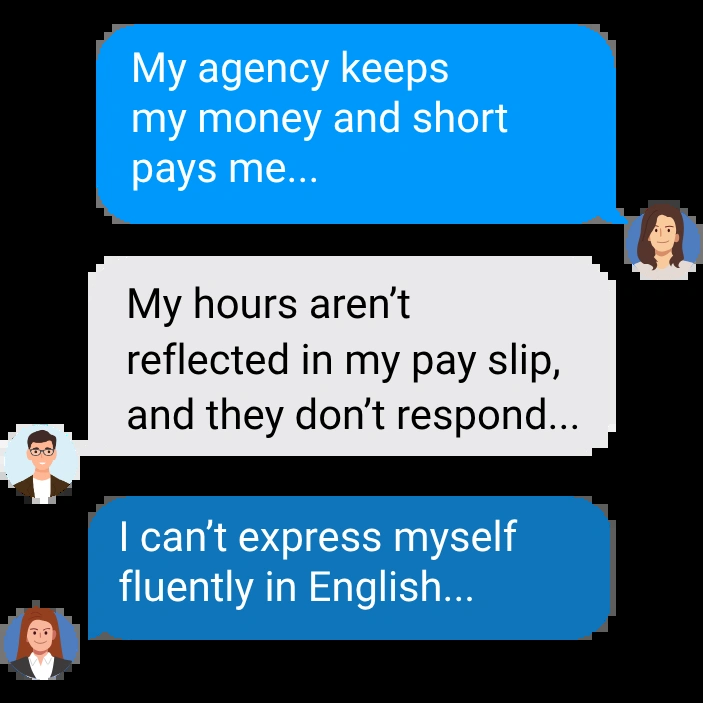 My agency keeps
my money and short
pays me...
My hours aren’t
reflected in my pay slip,
and they don’t respond...
I can’t express myself
fluently in English...